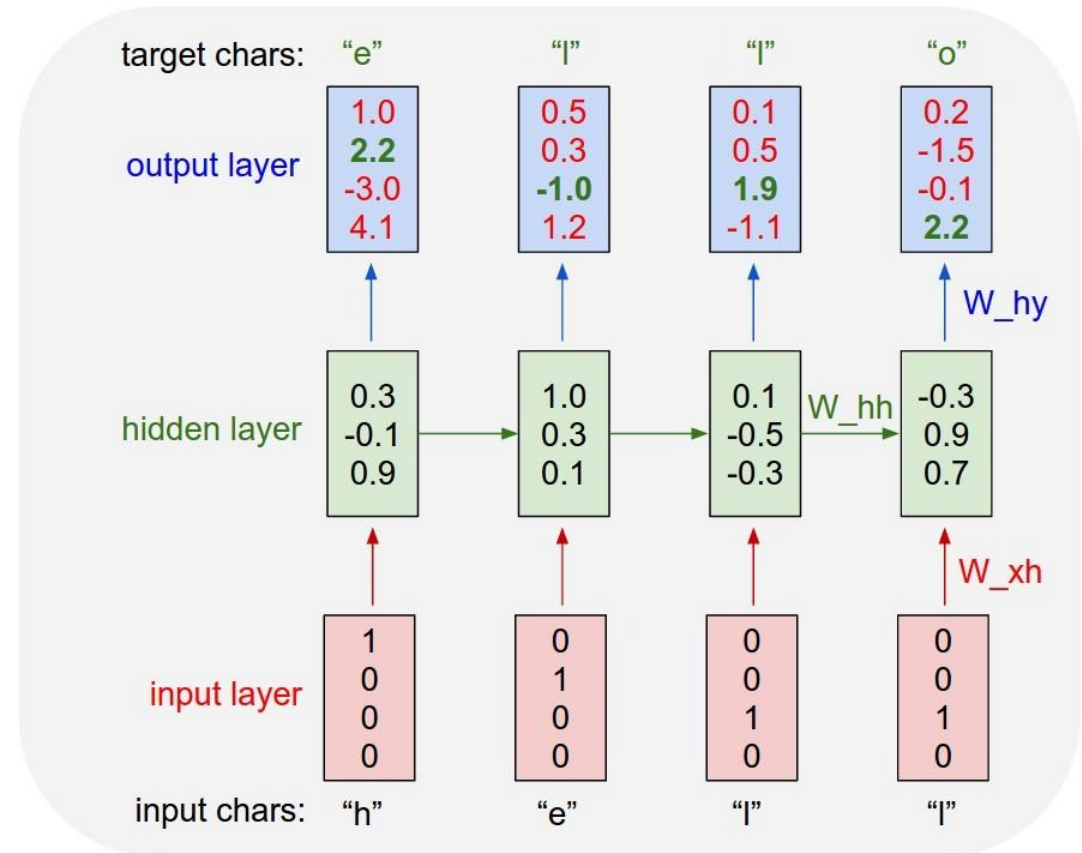 target chars: “e” “l” “l” “o”
1.0 0.5 0.1 0.2
2.2 0.3 0.5 -1.5
output layer
-3.0 -1.0 1.9 -0.1
4.1 1.2 -1.1 2.2
W_hy
0.3 1.0 0.1 -0.3
W_hh
hidden layer
-0.1 0.3 -0.5 0.9
0.9 0.1 -0.3 0.7
W_xh
1 0 0 0
0 1 0 0
input layer
0 0 1 1
0 0 0 0
input chars: “h” “e” “l” “l”